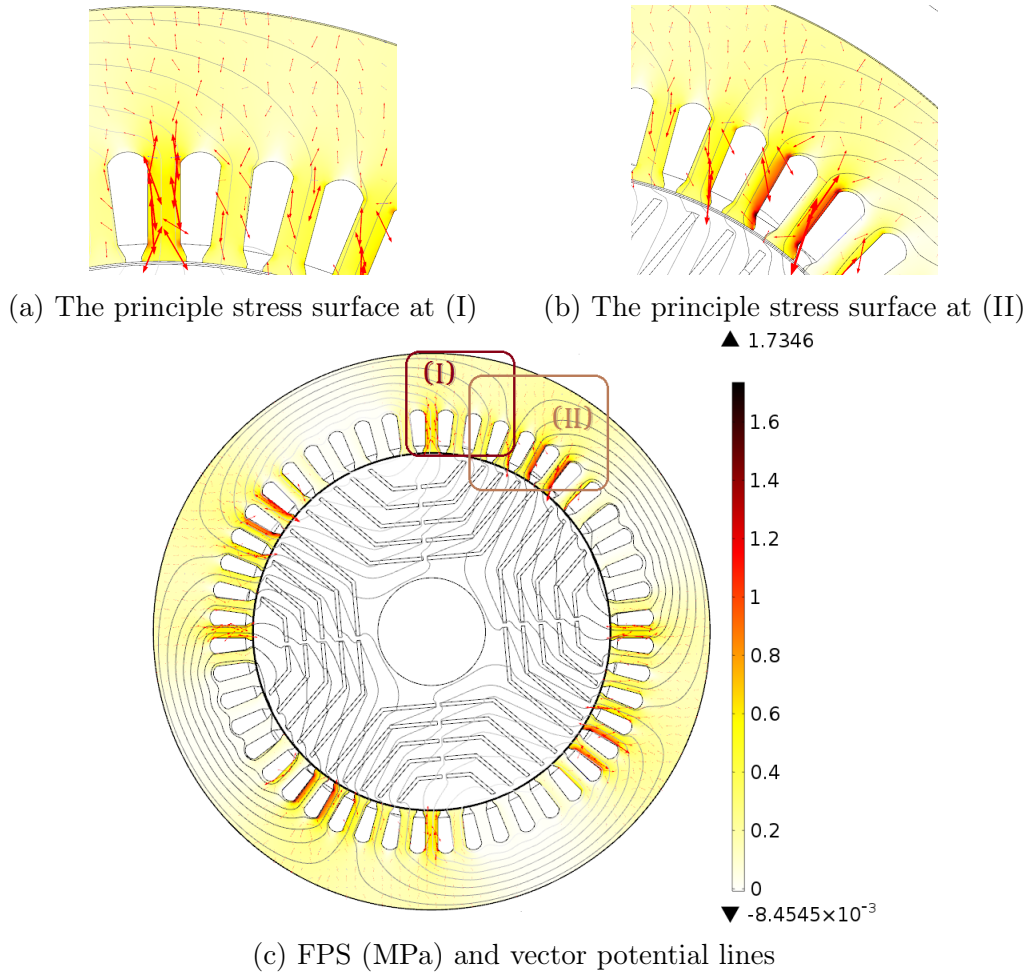 (a) The principle stress surface at (I)
(b) The principle stress surface at (II)
(I)
(II)
▲ 1.7346
1.6
1.4
1.2
1
0.8
0.6
0.4
0.2
0
▼ -8.4545×10⁻³
(c) FPS (MPa) and vector potential lines